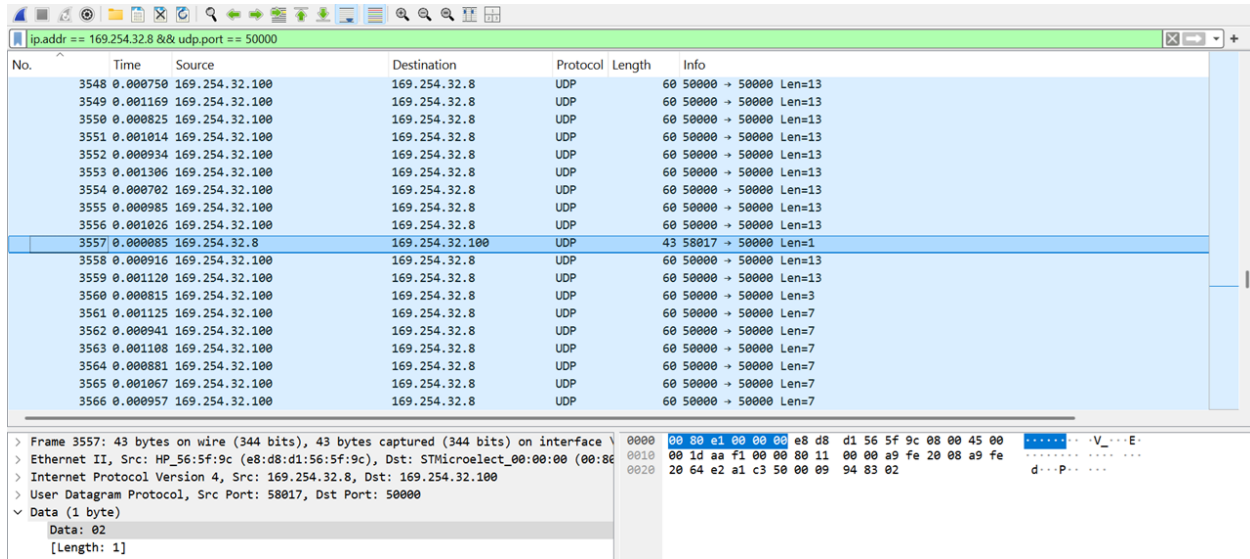 ip.addr == 169.254.32.8 && udp.port == 50000
No. Time Source Destination Protocol Length Info
3548 0.000750 169.254.32.100 169.254.32.8 UDP 60 50000 → 50000 Len=13
3549 0.001169 169.254.32.100 169.254.32.8 UDP 60 50000 → 50000 Len=13
3550 0.000825 169.254.32.100 169.254.32.8 UDP 60 50000 → 50000 Len=13
3551 0.001014 169.254.32.100 169.254.32.8 UDP 60 50000 → 50000 Len=13
3552 0.000934 169.254.32.100 169.254.32.8 UDP 60 50000 → 50000 Len=13
3553 0.001306 169.254.32.100 169.254.32.8 UDP 60 50000 → 50000 Len=13
3554 0.000702 169.254.32.100 169.254.32.8 UDP 60 50000 → 50000 Len=13
3555 0.000985 169.254.32.100 169.254.32.8 UDP 60 50000 → 50000 Len=13
3556 0.001026 169.254.32.100 169.254.32.8 UDP 60 50000 → 50000 Len=13
3557 0.000085 169.254.32.8 169.254.32.100 UDP 43 58017 → 50000 Len=1
3558 0.000916 169.254.32.100 169.254.32.8 UDP 60 50000 → 50000 Len=13
3559 0.001120 169.254.32.100 169.254.32.8 UDP 60 50000 → 50000 Len=13
3560 0.000815 169.254.32.100 169.254.32.8 UDP 60 50000 → 50000 Len=3
3561 0.001125 169.254.32.100 169.254.32.8 UDP 60 50000 → 50000 Len=7
3562 0.000941 169.254.32.100 169.254.32.8 UDP 60 50000 → 50000 Len=7
3563 0.001108 169.254.32.100 169.254.32.8 UDP 60 50000 → 50000 Len=7
3564 0.000881 169.254.32.100 169.254.32.8 UDP 60 50000 → 50000 Len=7
3565 0.001067 169.254.32.100 169.254.32.8 UDP 60 50000 → 50000 Len=7
3566 0.000957 169.254.32.100 169.254.32.8 UDP 60 50000 → 50000 Len=7
> Frame 3557: 43 bytes on wire (344 bits), 43 bytes captured (344 bits) on interface \
> Ethernet II, Src: HP_56:5f:9c (e8:d8:d1:56:5f:9c), Dst: STMicroelect_00:00:00 (00:80
> Internet Protocol Version 4, Src: 169.254.32.8, Dst: 169.254.32.100
> User Datagram Protocol, Src Port: 58017, Dst Port: 50000
Data (1 byte)
Data: 02
[Length: 1]
0000 00 80 e1 00 00 00 e8 d8 d1 56 5f 9c 08 00 45 00 ········ ·V_···E·
0010 00 1d aa f1 00 00 80 11 00 00 a9 fe 20 08 a9 fe ········ ···· ···
0020 20 64 e2 a1 c3 50 00 09 94 83 02 d···P·· ···